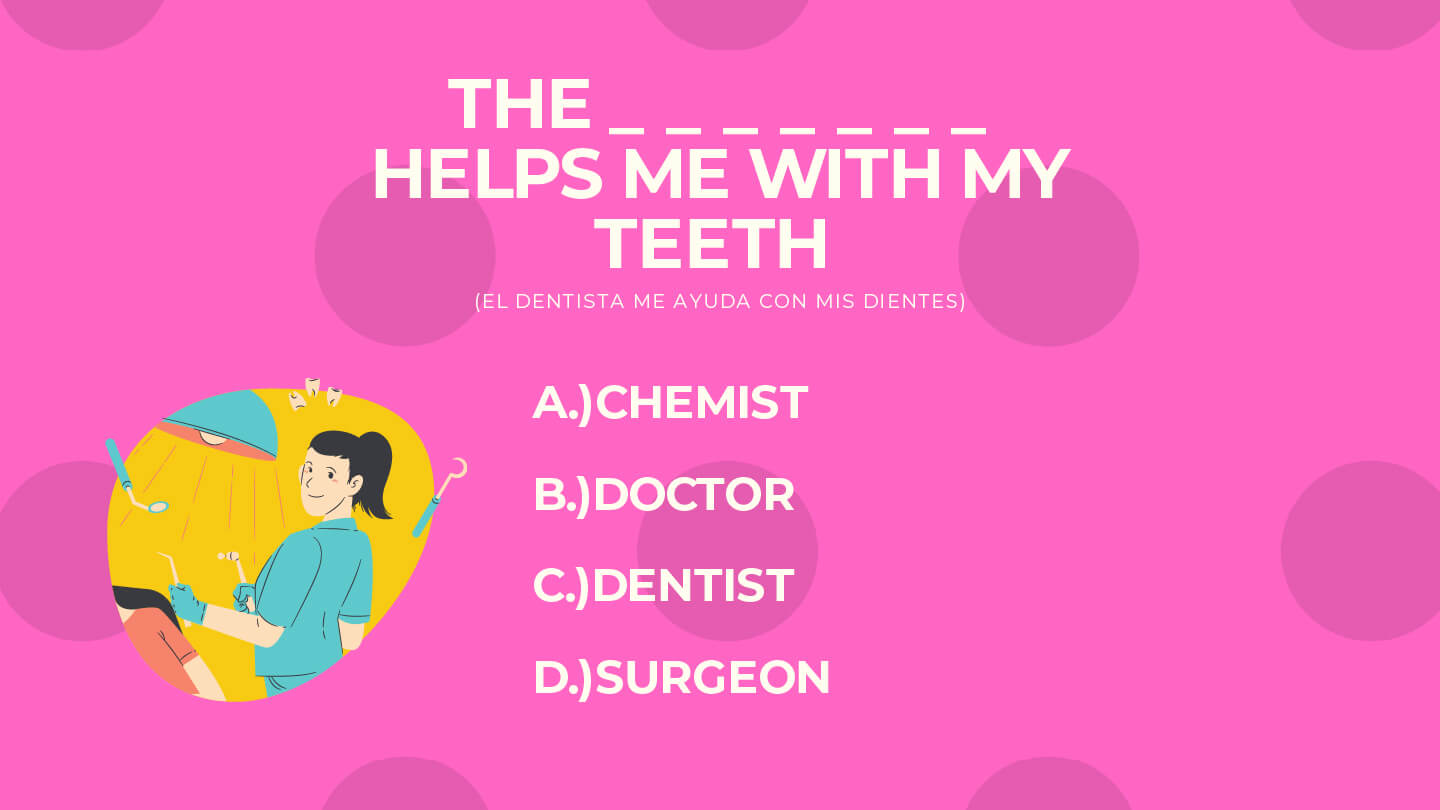 THE _ _ _ _ _ _ _
HELPS ME WITH MY
TEETH
(EL DENTISTA ME AYUDA CON MIS DIENTES)
A.)CHEMIST
B.)DOCTOR
C.)DENTIST
D.)SURGEON